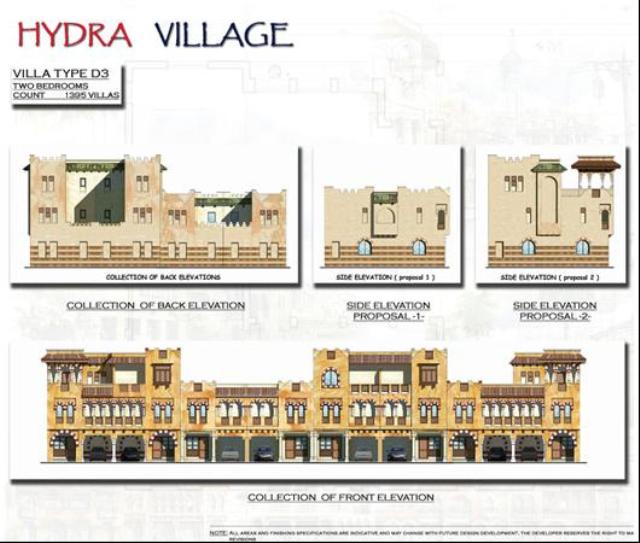 HYDRA VILLAGE
VILLA TYPE D3
TWO BEDROOMS
COUNT 1395 VILLAS
COLLECTION OF BACK ELEVATIONS
SIDE ELEVATION ( proposal 1 )
SIDE ELEVATION ( proposal 2 )
COLLECTION OF BACK ELEVATION
SIDE ELEVATION
PROPOSAL -1-
SIDE ELEVATION
PROPOSAL -2-
COLLECTION OF FRONT ELEVATION
NOTE: ALL AREAS AND FINISHING SPECIFICATIONS ARE INDICATIVE AND MAY CHANGE WITH FUTURE DESIGN DEVELOPMENT, THE DEVELOPER RESERVES THE RIGHT TO MA
REVISIONS